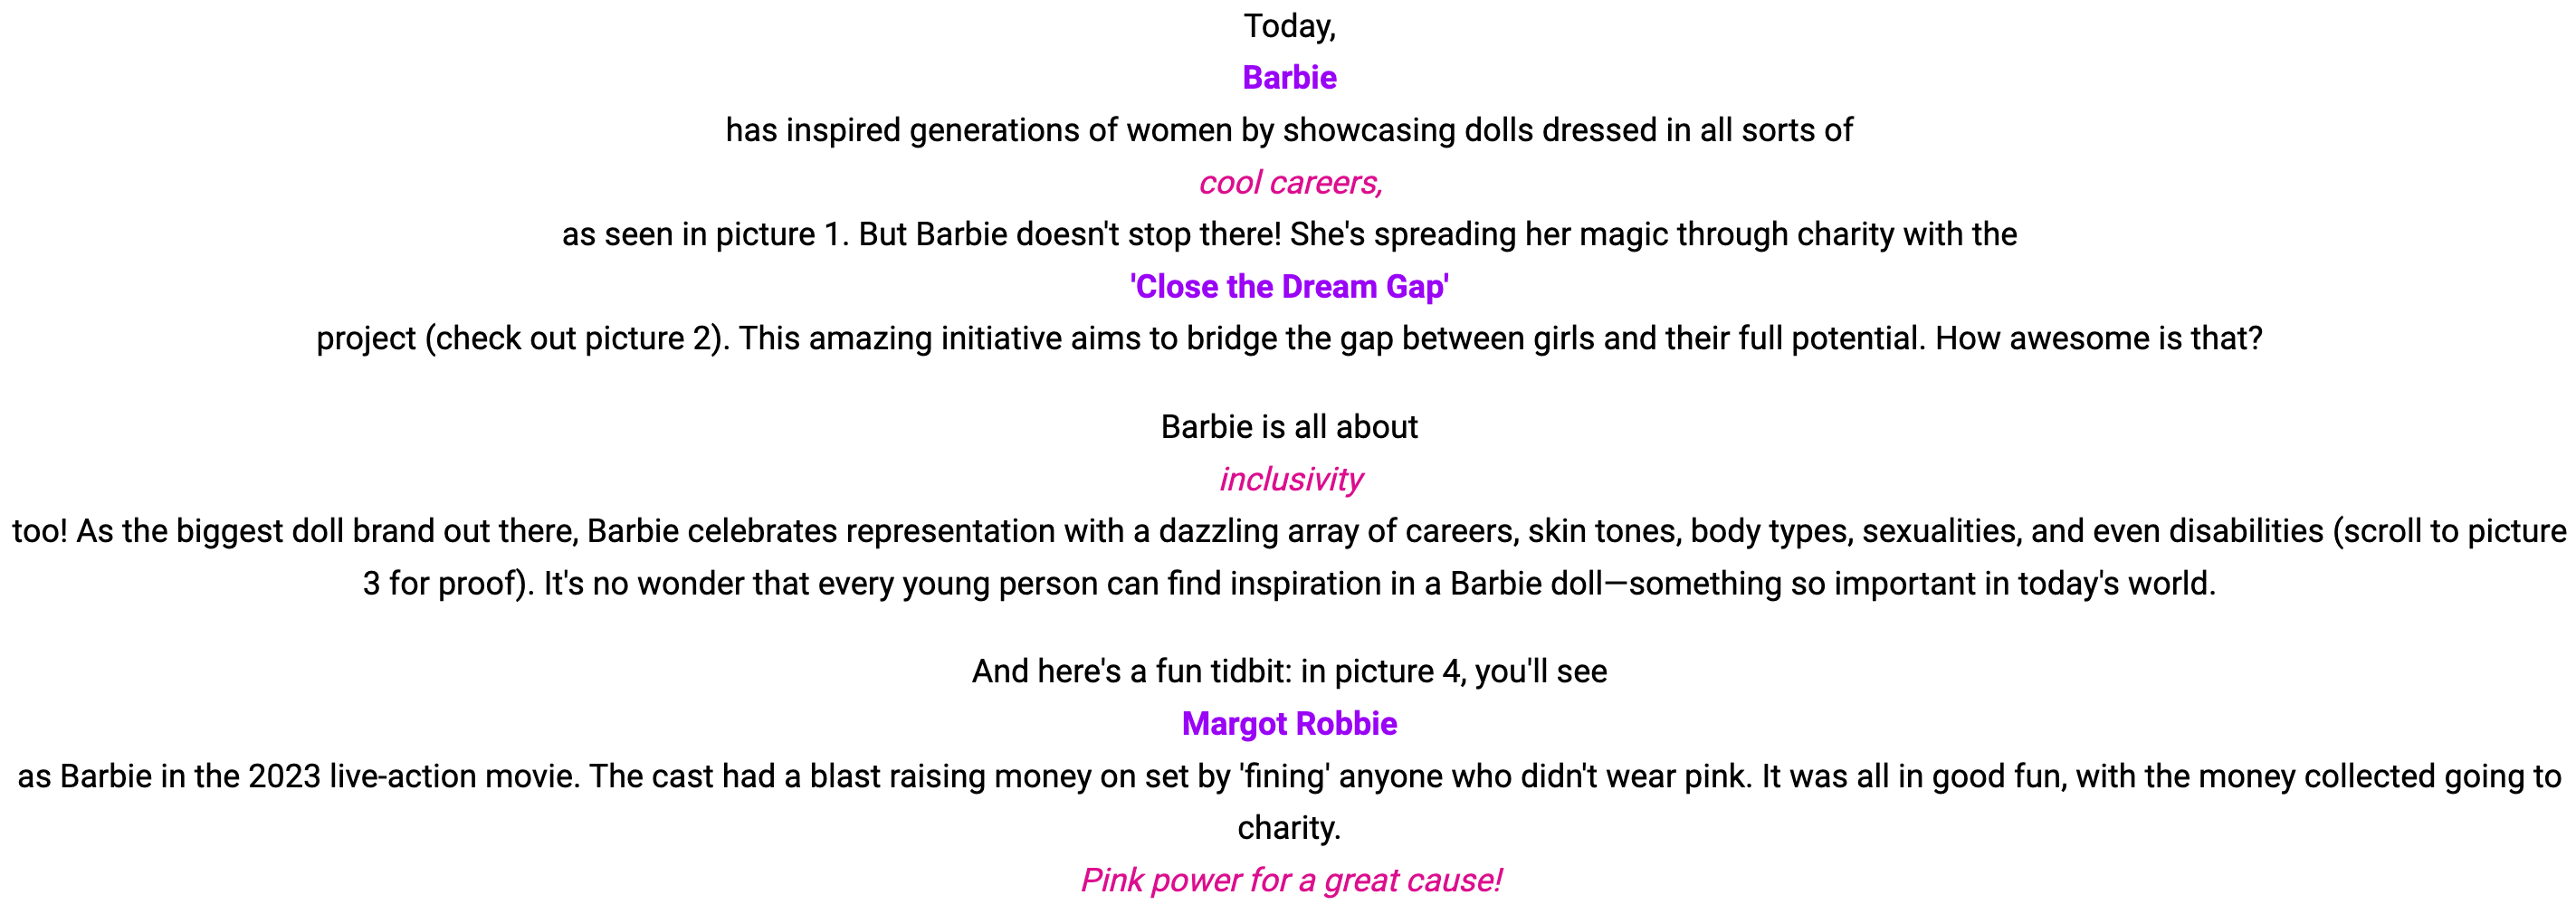 Today,
Barbie
has inspired generations of women by showcasing dolls dressed in all sorts of
cool careers,
as seen in picture 1. But Barbie doesn't stop there! She's spreading her magic through charity with the
'Close the Dream Gap'
project (check out picture 2). This amazing initiative aims to bridge the gap between girls and their full potential. How awesome is that?
Barbie is all about
inclusivity
too! As the biggest doll brand out there, Barbie celebrates representation with a dazzling array of careers, skin tones, body types, sexualities, and even disabilities (scroll to picture
3 for proof). It's no wonder that every young person can find inspiration in a Barbie doll—something so important in today's world.
And here's a fun tidbit: in picture 4, you'll see
Margot Robbie
as Barbie in the 2023 live-action movie. The cast had a blast raising money on set by 'fining' anyone who didn't wear pink. It was all in good fun, with the money collected going to
charity.
Pink power for a great cause!